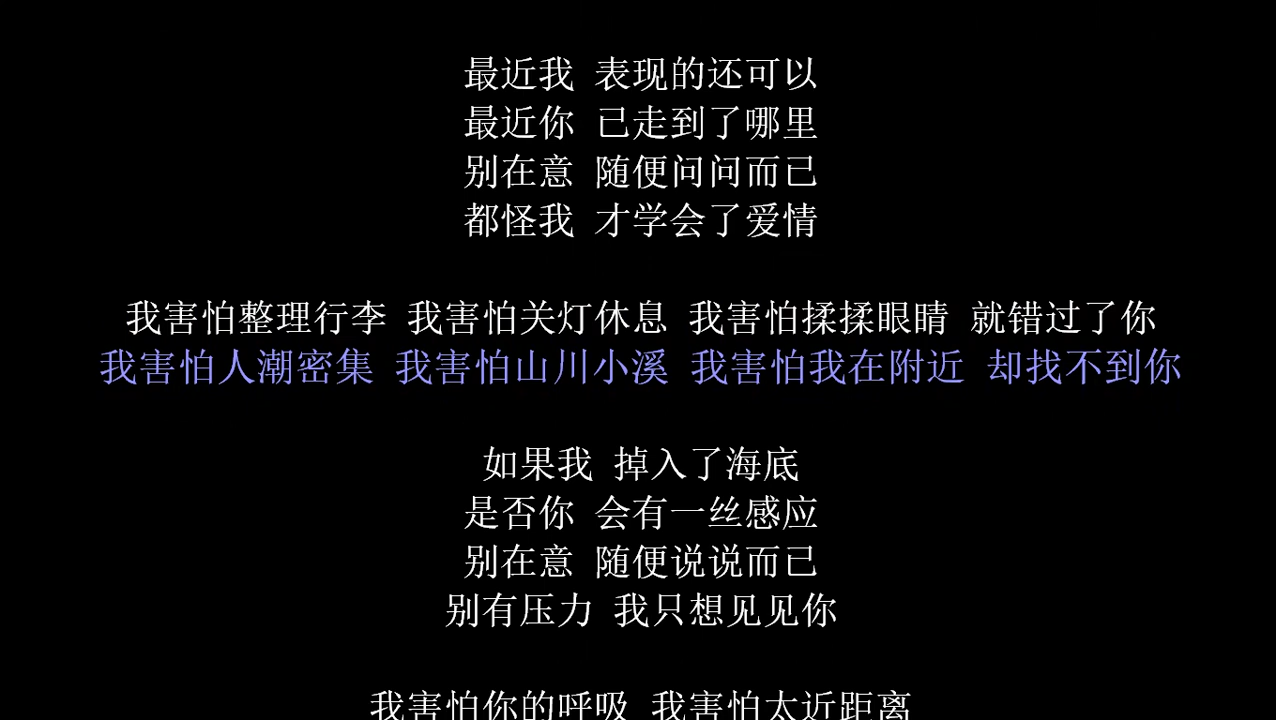 最近我 表现的还可以
最近你 已走到了哪里
别在意 随便问问而已
都怪我 才学会了爱情
我害怕整理行李 我害怕关灯休息 我害怕揉揉眼睛 就错过了你
我害怕人潮密集 我害怕山川小溪 我害怕我在附近 却找不到你
如果我 掉入了海底
是否你 会有一丝感应
别在意 随便说说而已
别有压力 我只想见见你
我害怕你的呼吸 我害怕太近距离